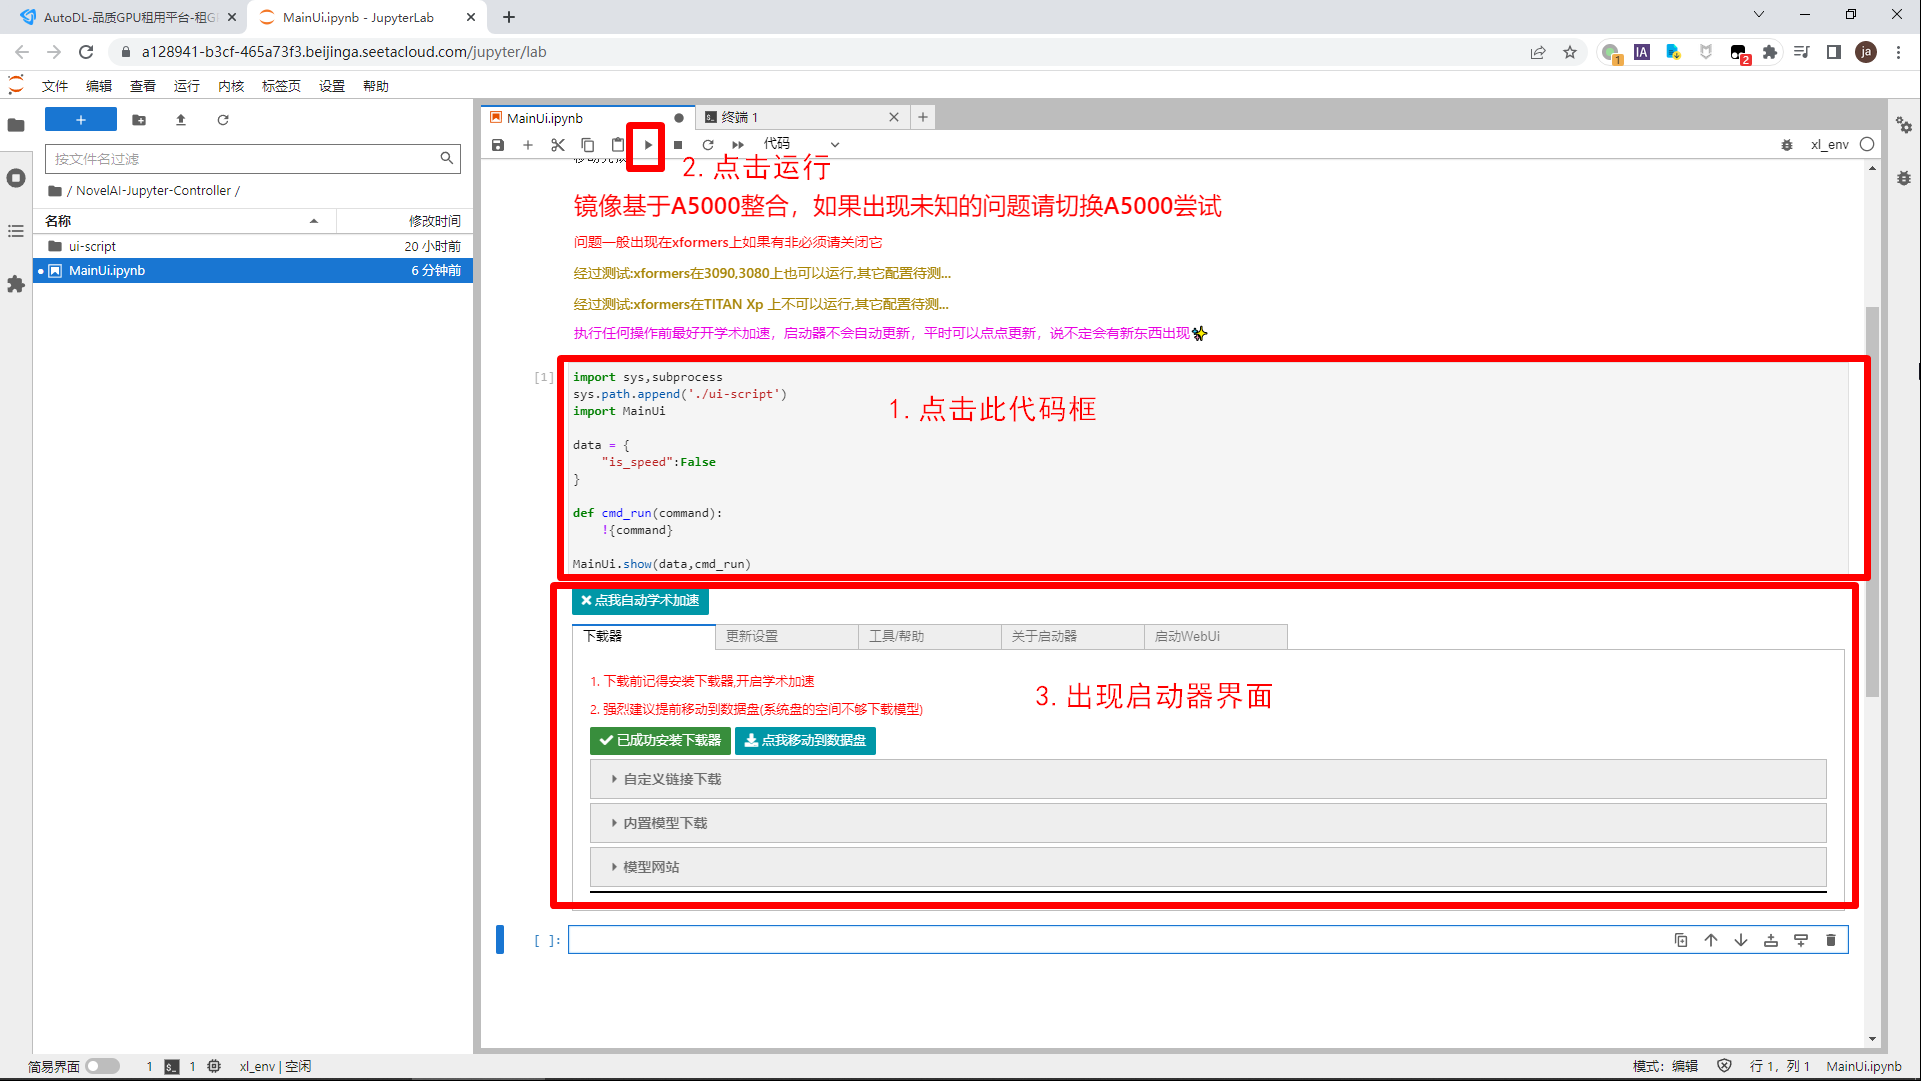 AutoDL-品质GPU租用平台-租G
MainUi.ipynb - JupyterLab
a128941-b3cf-465a73f3.beijinga.seetacloud.com/jupyter/lab
1
IA
2
ja
文件 编辑 查看 运行 内核 标签页 设置 帮助
按文件名过滤
/ NovelAI-Jupyter-Controller /
名称 修改时间
ui-script 20 小时前
MainUi.ipynb 6 分钟前
MainUi.ipynb
终端 1
代码
xl_env
2. 点击运行
镜像基于A5000整合，如果出现未知的问题请切换A5000尝试
问题一般出现在xformers上如果有非必须请关闭它
经过测试:xformers在3090,3080上也可以运行,其它配置待测...
经过测试:xformers在TITAN Xp 上不可以运行,其它配置待测...
执行任何操作前最好开学术加速，启动器不会自动更新，平时可以点点更新，说不定会有新东西出现✨
[1]
import sys,subprocess
sys.path.append('./ui-script')
import MainUi
data = {
"is_speed":False
}
def cmd_run(command):
!{command}
MainUi.show(data,cmd_run)
1. 点击此代码框
点我自动学术加速
下载器 更新设置 工具/帮助 关于启动器 启动WebUi
1. 下载前记得安装下载器,开启学术加速
2. 强烈建议提前移动到数据盘(系统盘的空间不够下载模型)
3. 出现启动器界面
已成功安装下载器 点我移动到数据盘
自定义链接下载
内置模型下载
模型网站
[ ]:
简易界面 1 1 xl_env | 空闲
模式： 编辑 行 1，列 1 MainUi.ipynb